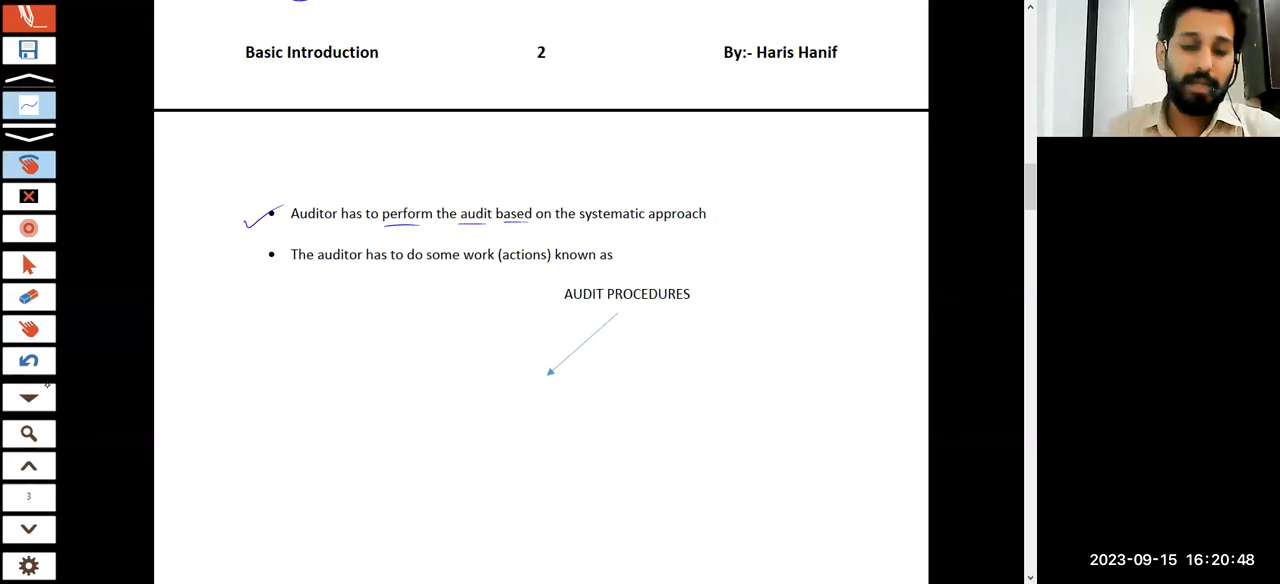 Basic Introduction 2 By:- Haris Hanif
• Auditor has to perform the audit based on the systematic approach
• The auditor has to do some work (actions) known as
AUDIT PROCEDURES
3
2023-09-15 16:20:48